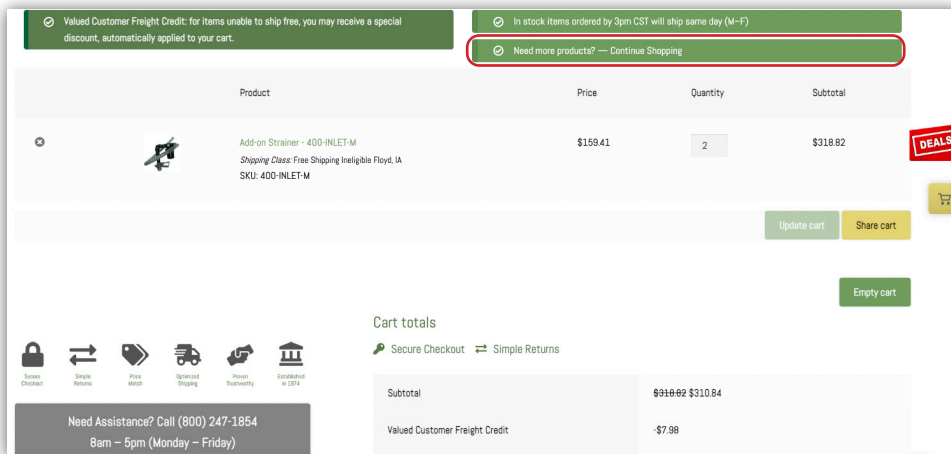 Valued Customer Freight Credit: for items unable to ship free, you may receive a special
discount, automatically applied to your cart.
In stock items ordered by 3pm CST will ship same day (M–F)
Need more products? — Continue Shopping
Product Price Quantity Subtotal
Add-on Strainer - 400-INLET-M $159.41 2 $318.82
Shipping Class: Free Shipping Ineligible Floyd, IA
SKU: 400-INLET-M
DEALS
Update cart Share cart
Empty cart
Cart totals
Secure Checkout Simple Returns
Secure Checkout
Simple Returns
Price Match
Optimized Shipping
Proven Trustworthy
Established in 1974
Subtotal $318.82 $310.84
Need Assistance? Call (800) 247-1854
8am – 5pm (Monday – Friday)
Valued Customer Freight Credit -$7.98